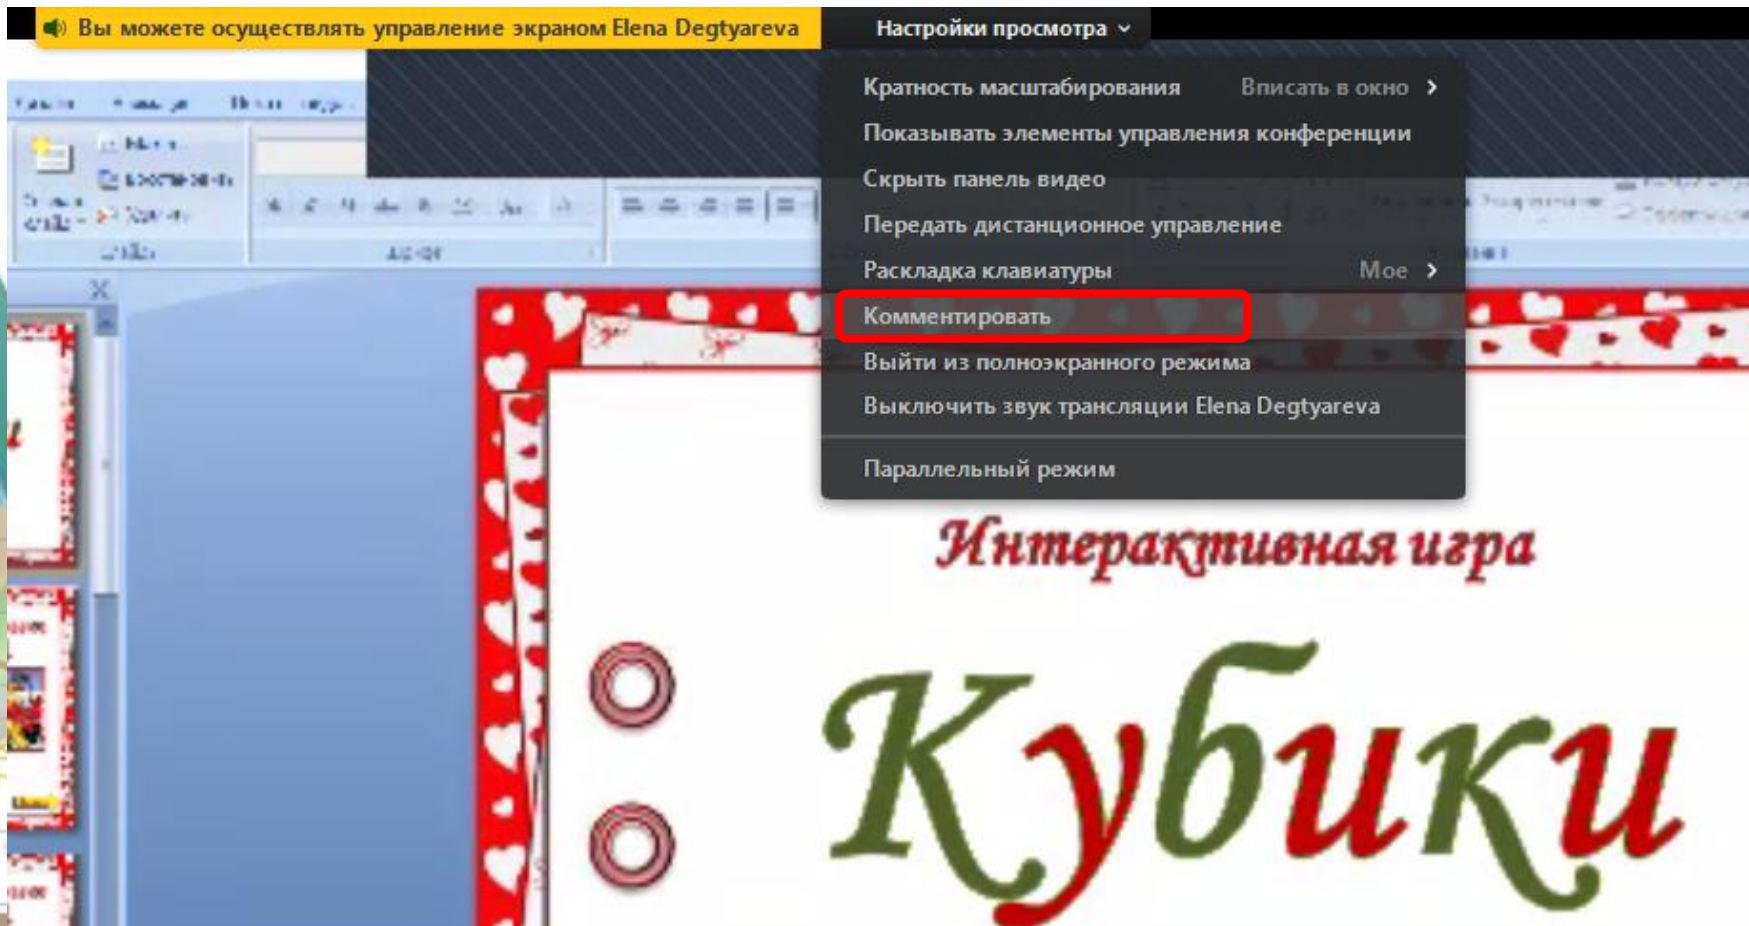 Вы можете осуществлять управление экраном Elena Degtyareva
Настройки просмотра
Кратность масштабирования Вписать в окно
Показывать элементы управления конференции
Скрыть панель видео
Передать дистанционное управление
Раскладка клавиатуры Мое
Комментировать
Выйти из полноэкранного режима
Выключить звук трансляции Elena Degtyareva
Параллельный режим
Интерактивная игра
Кубики